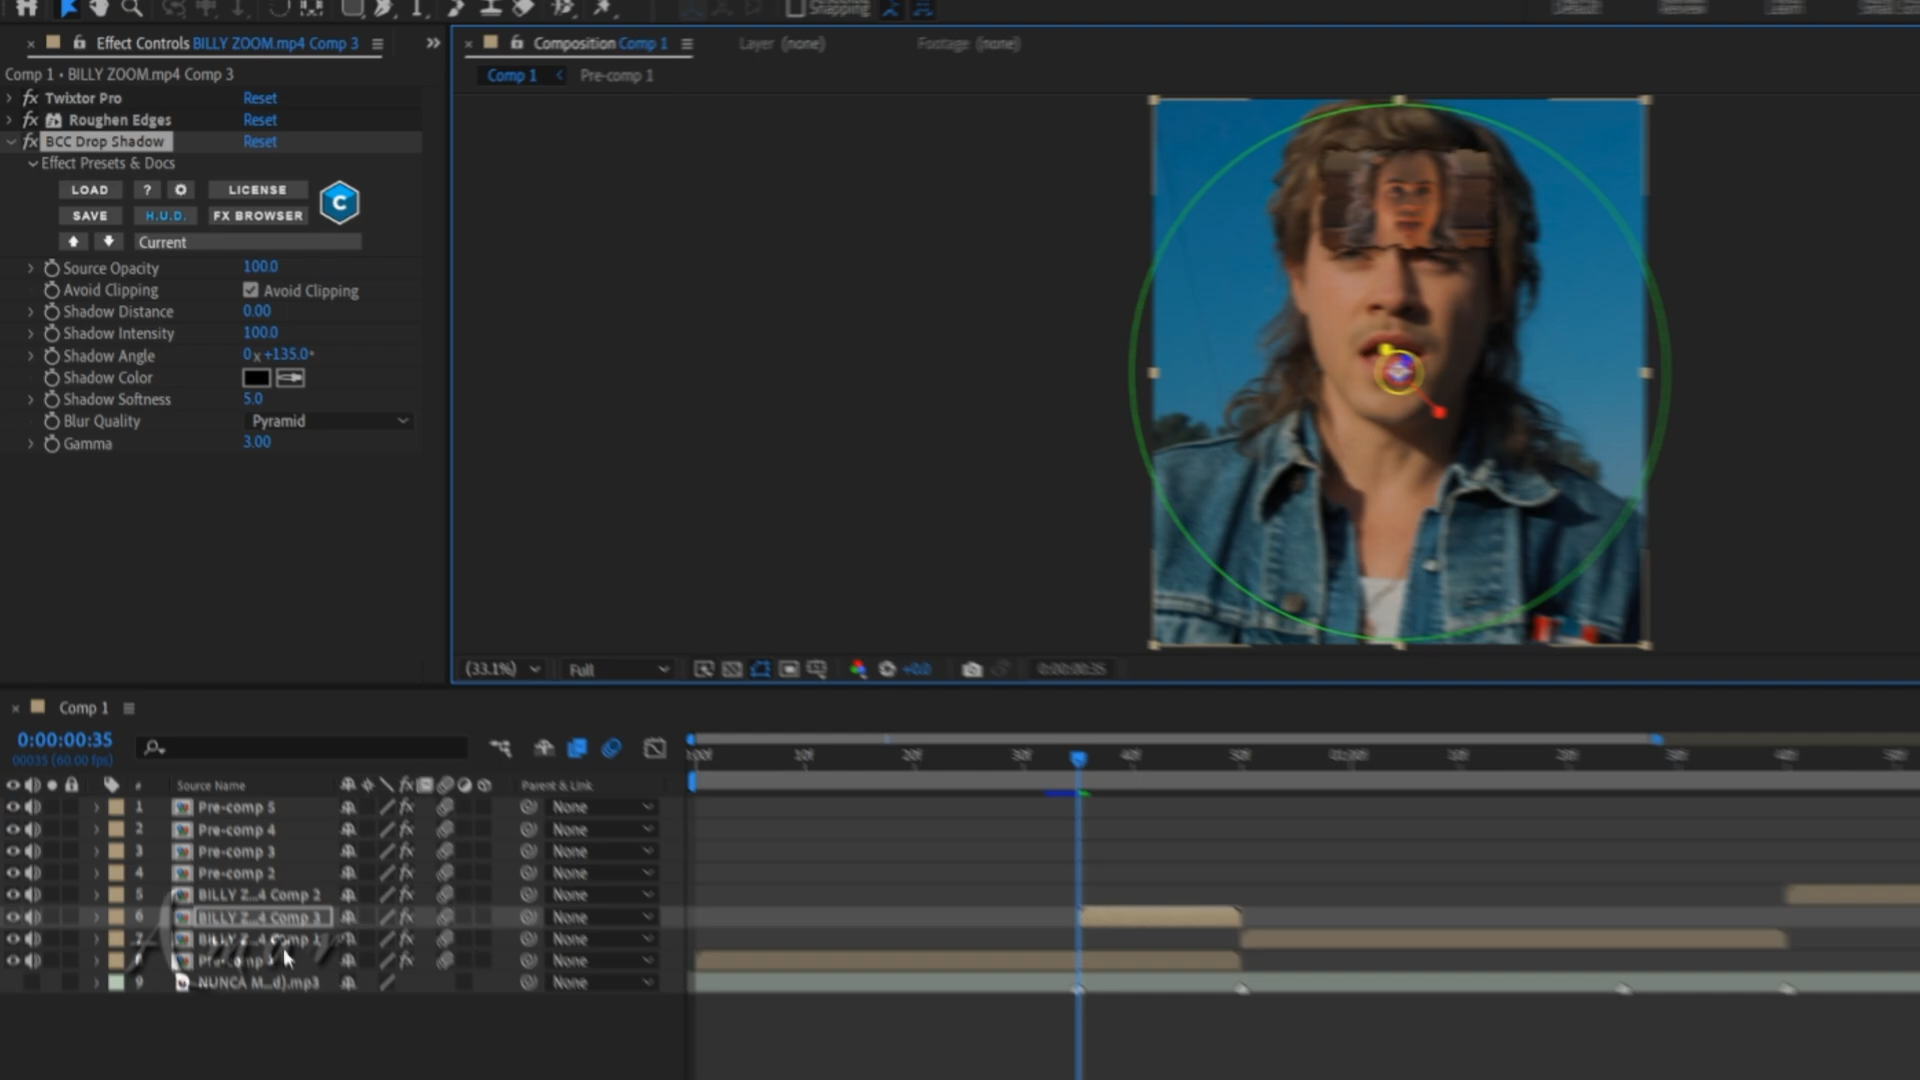 Snapping
Effect Controls BILLY ZOOM.mp4 Comp 3
Composition Comp 1
Layer (none)
Footage (none)
Comp 1 • BILLY ZOOM.mp4 Comp 3
Comp 1
Pre-comp 1
fx Twixtor Pro Reset
fx Roughen Edges Reset
fx BCC Drop Shadow Reset
Effect Presets & Docs
LOAD ? LICENSE
C
SAVE H.U.D. FX BROWSER
Current
Source Opacity 100.0
Avoid Clipping Avoid Clipping
Shadow Distance 0.00
Shadow Intensity 100.0
Shadow Angle 0x+135.0°
Shadow Color
Shadow Softness 5.0
Blur Quality Pyramid
Gamma 3.00
(33.1%) Full +0.0 0:00:00:35
Comp 1
0:00:00:35
00035 (60.00 fps)
# Source Name Parent & Link
1 Pre-comp 5 None
2 Pre-comp 4 None
3 Pre-comp 3 None
4 Pre-comp 2 None
5 BILLY Z...4 Comp 2 None
6 BILLY Z...4 Comp 3 None
7 BILLY Z...4 Comp 1 None
8 Pre-comp None
9 NUNCA M...d).mp3 None